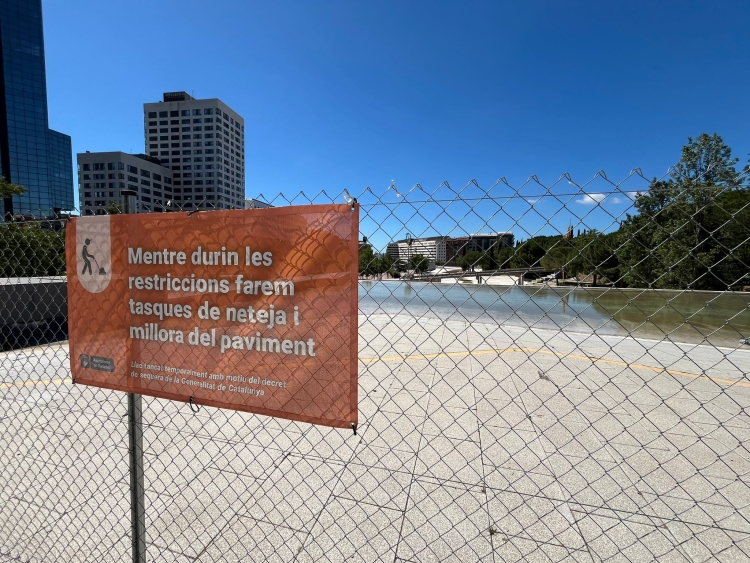 Mentre durin les
restriccions farem
tasques de neteja i
millora del paviment
Llac tancat temporalment amb motiu del decret
de sequera de la Generalitat de Catalunya